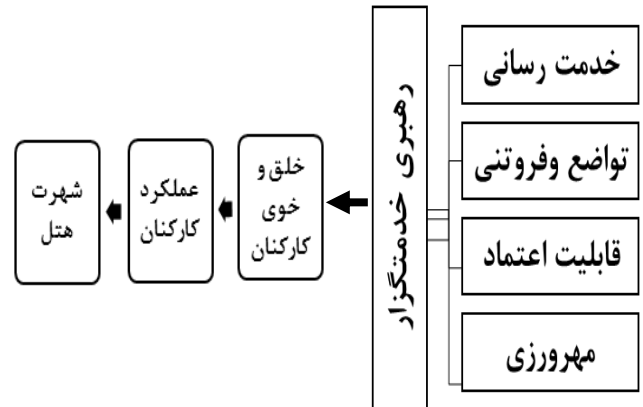 خدمت رسانی
تواضع وفروتنی
قابلیت اعتماد
مهرورزی
رهبری خدمتگزار
خلق و
خوی
کارکنان
عملکرد
کارکنان
شهرت
هتل